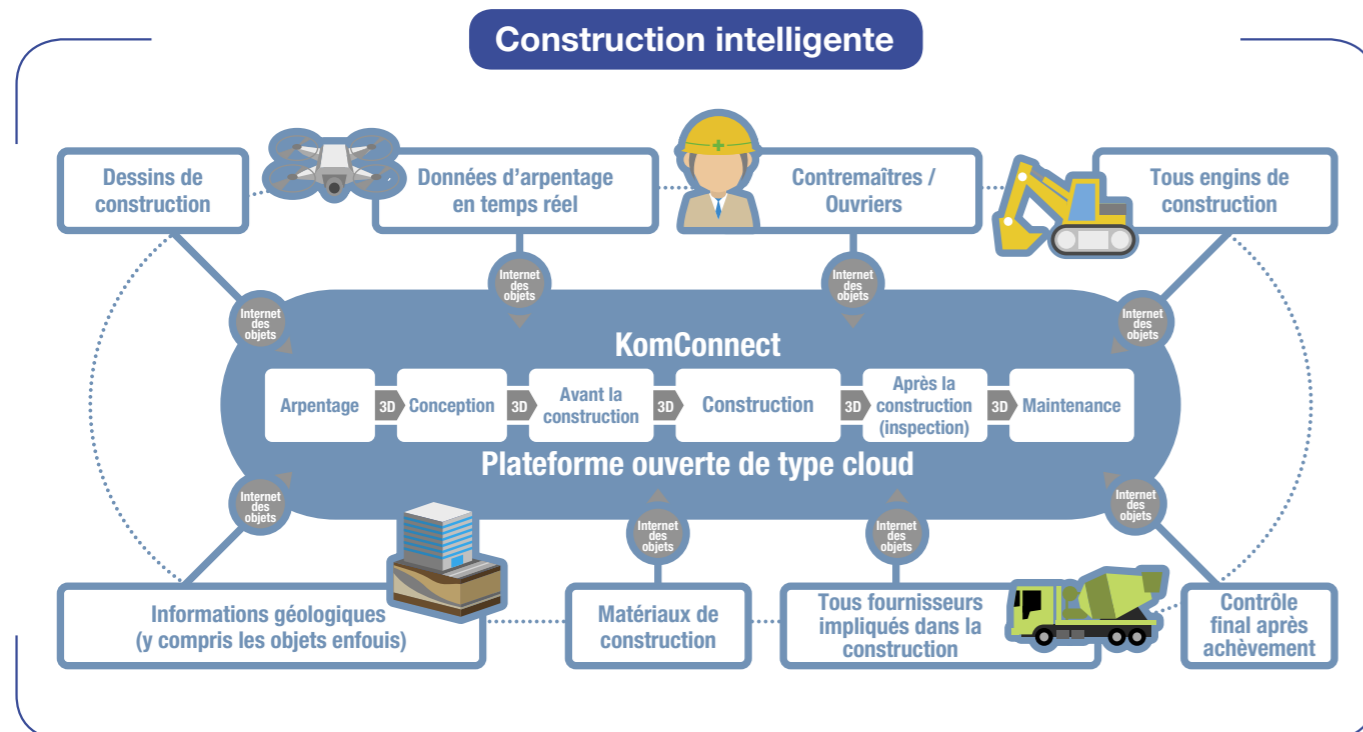 Construction intelligente
Dessins de
construction
Données d'arpentage
en temps réel
Contremaîtres /
Ouvriers
Tous engins de
construction
Internet
des
objets
Internet
des
objets
Internet
des
objets
Internet
des
objets
KomConnect
Arpentage
3D
Conception
3D
Avant la
construction
3D
Construction
3D
Après la
construction
(inspection)
3D
Maintenance
Plateforme ouverte de type cloud
Internet
des
objets
Internet
des
objets
Internet
des
objets
Internet
des
objets
Informations géologiques
(y compris les objets enfouis)
Matériaux de
construction
Tous fournisseurs
impliqués dans la
construction
Contrôle
final après
achèvement